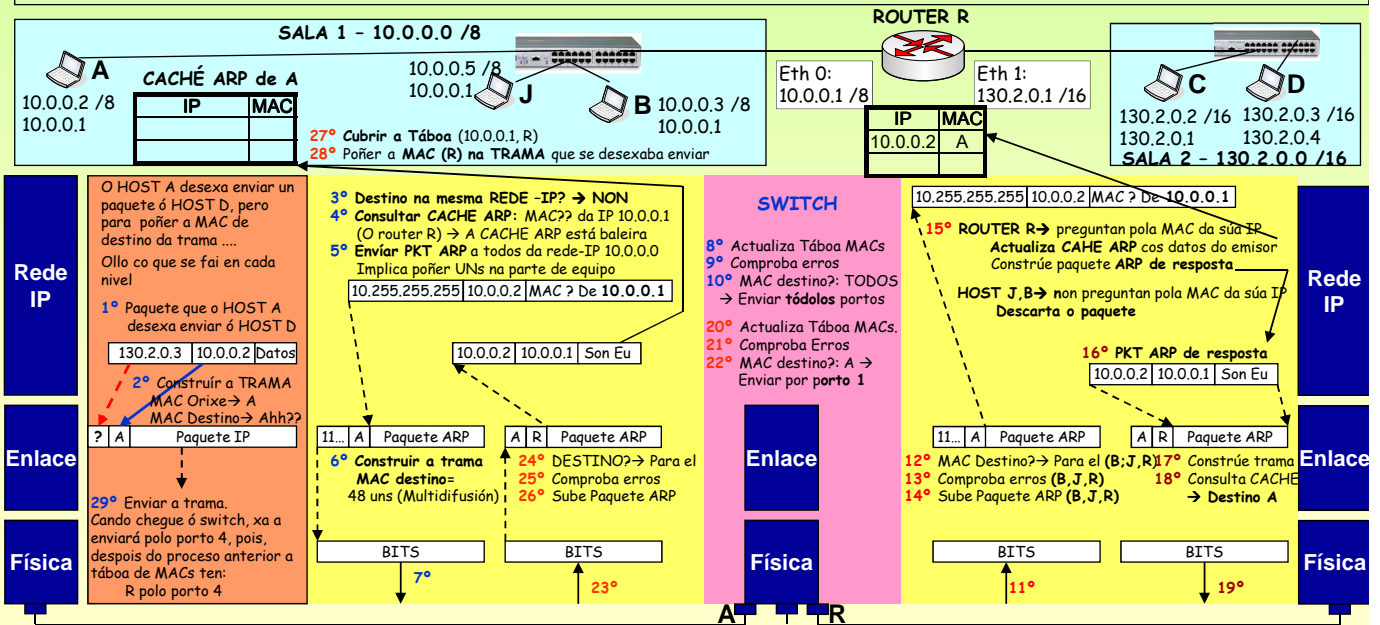 ROUTER R
SALA 1 – 10.0.0.0 /8
A
10.0.0.2 /8
10.0.0.1
CACHÉ ARP de A
IP MAC
10.0.0.5 /8
10.0.0.1
J
B
10.0.0.3 /8
10.0.0.1
27º Cubrir a Táboa (10.0.0.1, R)
28º Poñer a MAC (R) na TRAMA que se desexaba enviar
Eth 0:
10.0.0.1 /8
Eth 1:
130.2.0.1 /16
IP MAC
10.0.0.2 A
C
D
130.2.0.2 /16
130.2.0.1
130.2.0.3 /16
130.2.0.4
SALA 2 – 130.2.0.0 /16
Rede
IP
Enlace
Física
O HOST A desexa enviar un
paquete ó HOST D, pero
para poñer a MAC de
destino da trama ....
Ollo co que se fai en cada
nivel
1º Paquete que o HOST A
desexa enviar ó HOST D
130.2.0.3 10.0.0.2 Datos
2º Construír a TRAMA
MAC Orixe→ A
MAC Destino→ Ahh??
? A Paquete IP
29º Enviar a trama.
Cando chegue ó switch, xa a
enviará polo porto 4, pois,
despois do proceso anterior a
táboa de MACs ten:
R polo porto 4
3º Destino na mesma REDE –IP? → NON
4º Consultar CACHE ARP: MAC?? da IP 10.0.0.1
(O router R) → A CACHE ARP está baleira
5º Envíar PKT ARP a todos da rede-IP 10.0.0.0
Implica poñer UNs na parte de equipo
10.255.255.255 10.0.0.2 MAC ? De 10.0.0.1
10.0.0.2 10.0.0.1 Son Eu
11... A Paquete ARP
6º Construir a trama
MAC destino=
48 uns (Multidifusión)
A R Paquete ARP
24º DESTINO?→ Para el
25º Comproba erros
26º Sube Paquete ARP
BITS
7º
BITS
23º
SWITCH
8º Actualiza Táboa MACs
9º Comproba erros
10º MAC destino?: TODOS
→ Enviar tódolos portos
20º Actualiza Táboa MACs.
21º Comproba Erros
22º MAC destino?: A →
Enviar por porto 1
Enlace
Física
A
R
10.255.255.255 10.0.0.2 MAC ? De 10.0.0.1
15º ROUTER R→ preguntan pola MAC da súa IP
Actualiza CAHE ARP cos datos do emisor
Constrúe paquete ARP de resposta
HOST J,B→ non preguntan pola MAC da súa IP
Descarta o paquete
16º PKT ARP de resposta
10.0.0.2 10.0.0.1 Son Eu
11... A Paquete ARP
12º MAC Destino?→ Para el (B;J,R)
13º Comproba erros (B,J,R)
14º Sube Paquete ARP (B,J,R)
A R Paquete ARP
17º Constrúe trama
18º Consulta CACHE
→ Destino A
BITS
11º
BITS
19º
Rede
IP
Enlace
Física